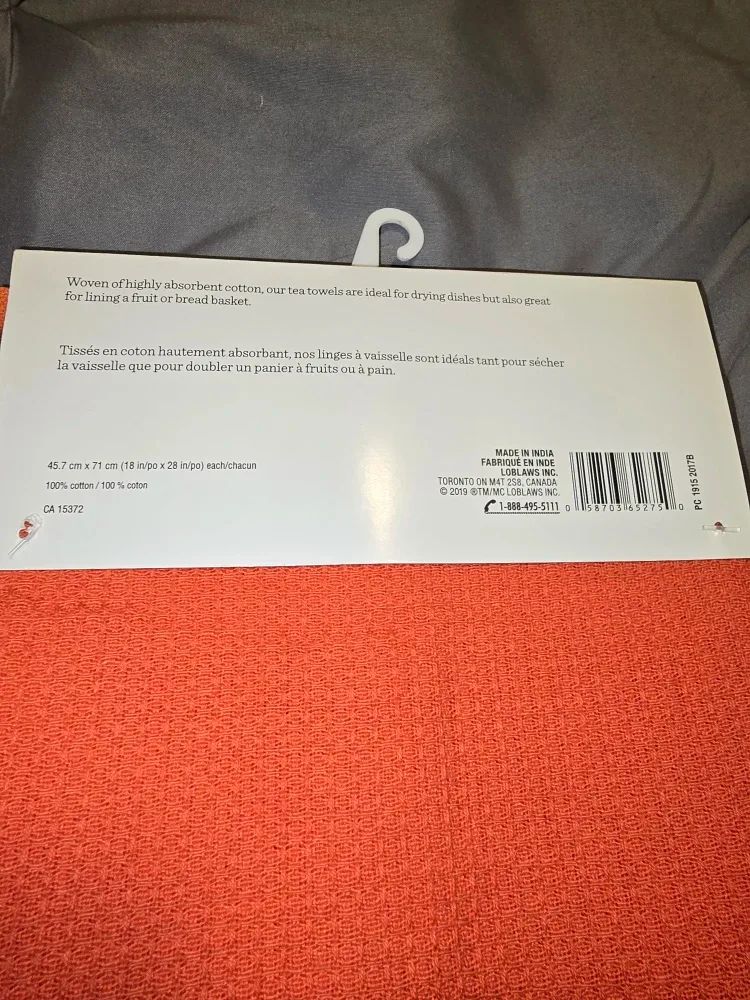 Woven of highly absorbent cotton, our tea towels are ideal for drying dishes but also great
for lining a fruit or bread basket.
Tissés en coton hautement absorbant, nos linges à vaisselle sont idéals tant pour sécher
la vaisselle que pour doubler un panier à fruits ou à pain.
45.7 cm x 71 cm (18 in/po x 28 in/po) each/chacun
100% cotton / 100 % coton
CA 15372
MADE IN INDIA
FABRIQUÉ EN INDE
LOBLAWS INC.
TORONTO ON M4T 2S8, CANADA
© 2019 ®TM/MC LOBLAWS INC.
1-888-495-5111
0 58703 65275 0
PC 1915 2017B